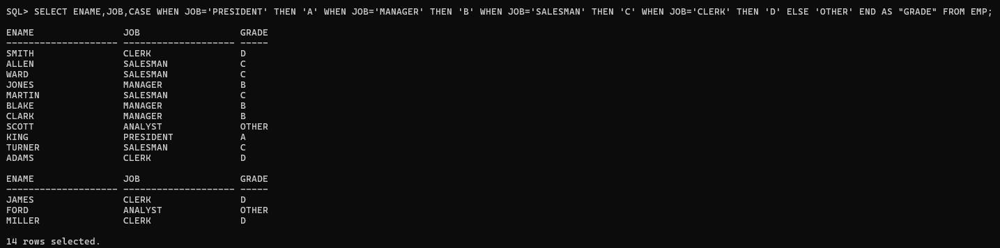 SQL> SELECT ENAME,JOB,CASE WHEN JOB='PRESIDENT' THEN 'A' WHEN JOB='MANAGER' THEN 'B' WHEN JOB='SALESMAN' THEN 'C' WHEN JOB='CLERK' THEN 'D' ELSE 'OTHER' END AS "GRADE" FROM EMP;

ENAME                JOB                  GRADE
-------------------- -------------------- -----
SMITH                CLERK                D
ALLEN                SALESMAN             C
WARD                 SALESMAN             C
JONES                MANAGER              B
MARTIN               SALESMAN             C
BLAKE                MANAGER              B
CLARK                MANAGER              B
SCOTT                ANALYST              OTHER
KING                 PRESIDENT            A
TURNER               SALESMAN             C
ADAMS                CLERK                D

ENAME                JOB                  GRADE
-------------------- -------------------- -----
JAMES                CLERK                D
FORD                 ANALYST              OTHER
MILLER               CLERK                D

14 rows selected.